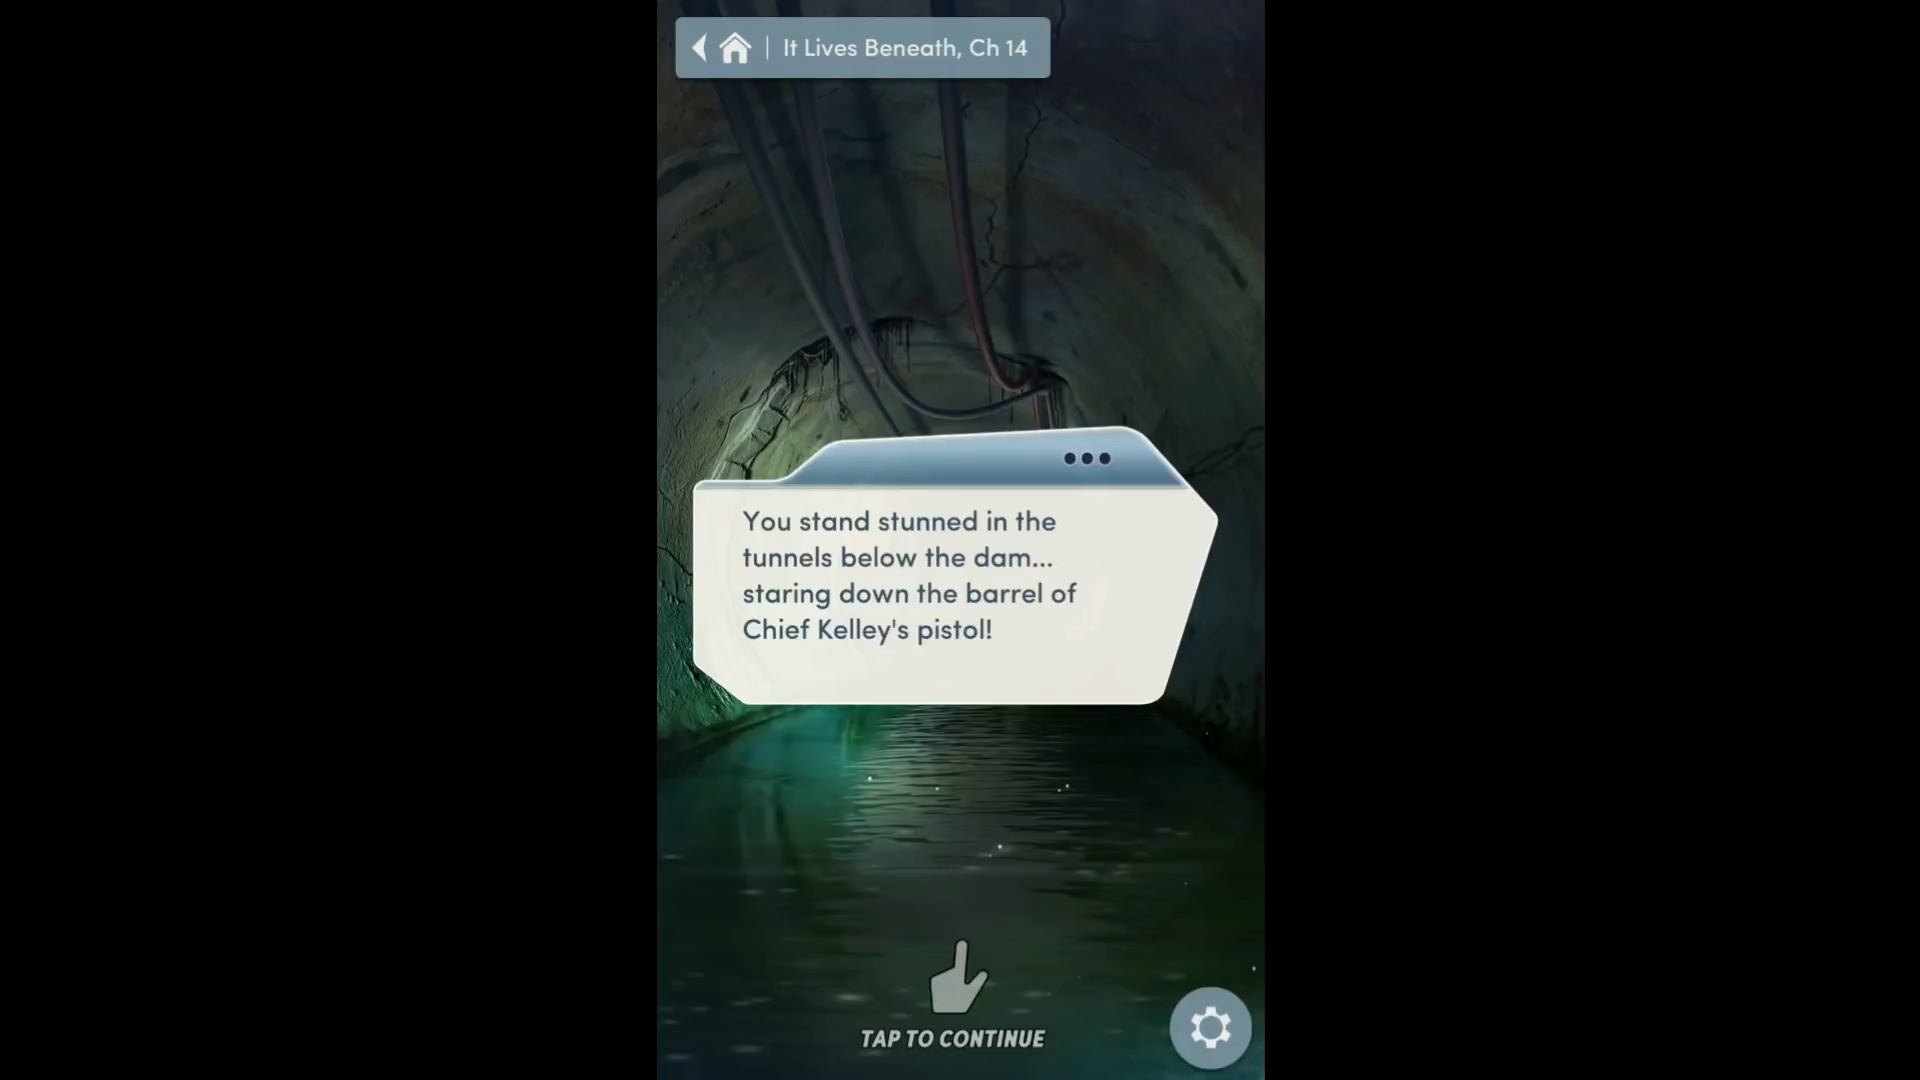 It Lives Beneath, Ch 14
You stand stunned in the
tunnels below the dam...
staring down the barrel of
Chief Kelley's pistol!
TAP TO CONTINUE